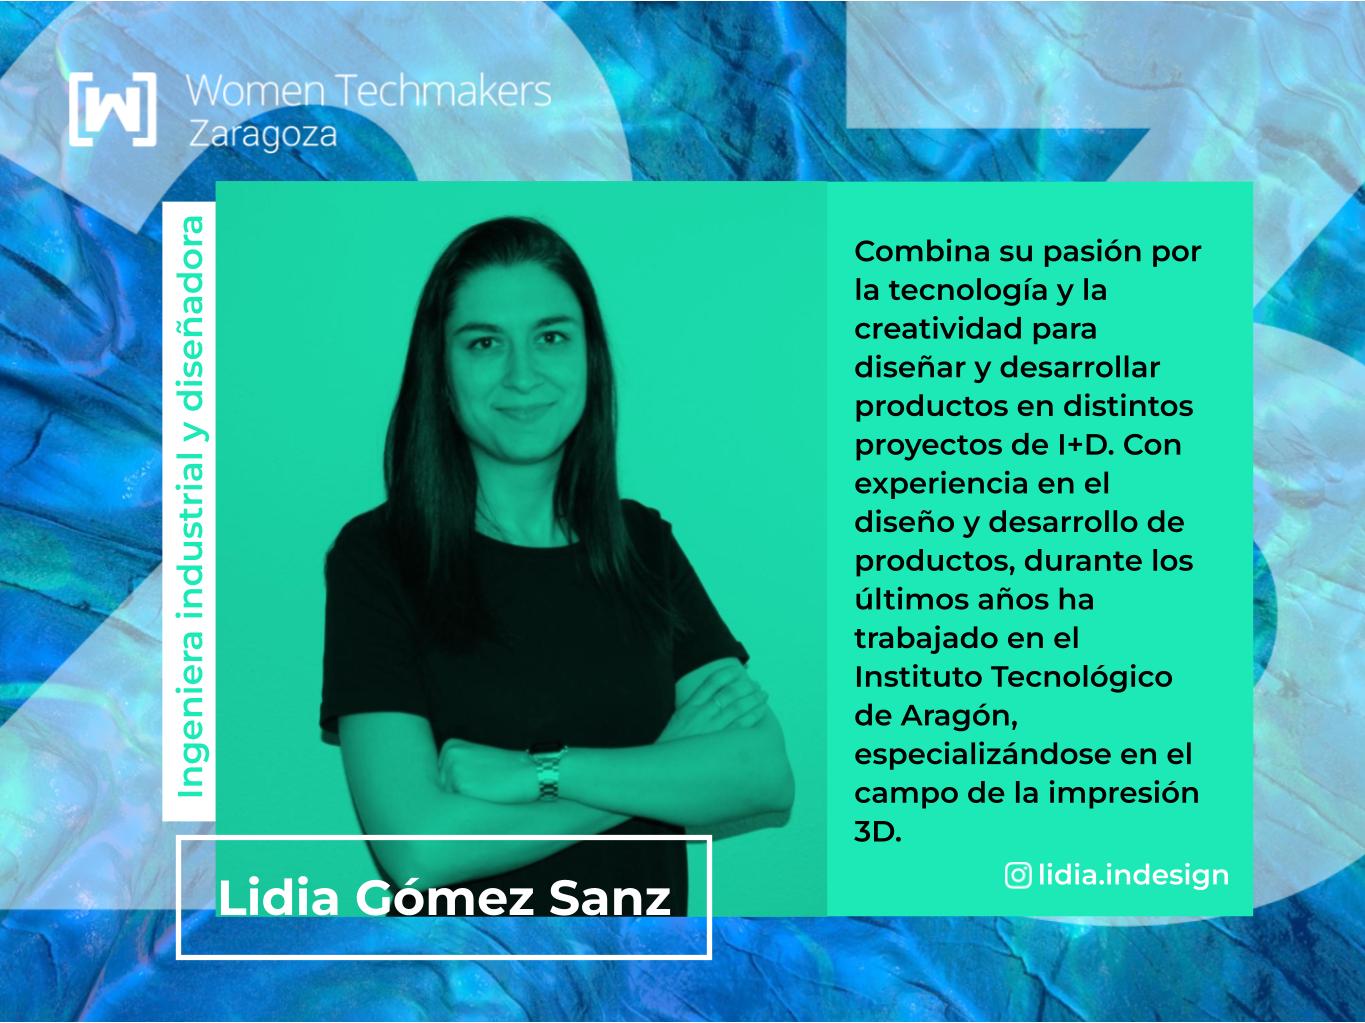 Women Techmakers
Zaragoza
Ingeniera industrial y diseñadora
Combina su pasión por
la tecnología y la
creatividad para
diseñar y desarrollar
productos en distintos
proyectos de I+D. Con
experiencia en el
diseño y desarrollo de
productos, durante los
últimos años ha
trabajado en el
Instituto Tecnológico
de Aragón,
especializándose en el
campo de la impresión
3D.
lidia.indesign
Lidia Gómez Sanz